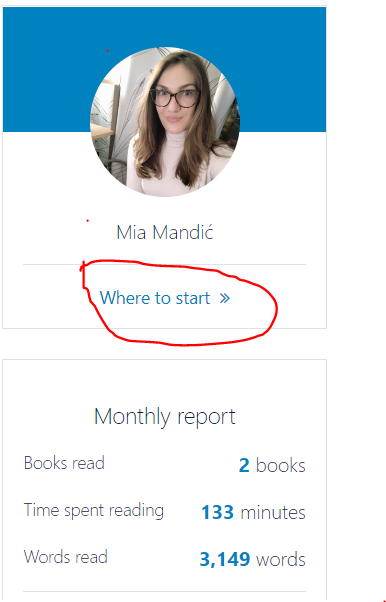 Mia Mandić
Where to start »
Monthly report
Books read 2 books
Time spent reading 133 minutes
Words read 3,149 words